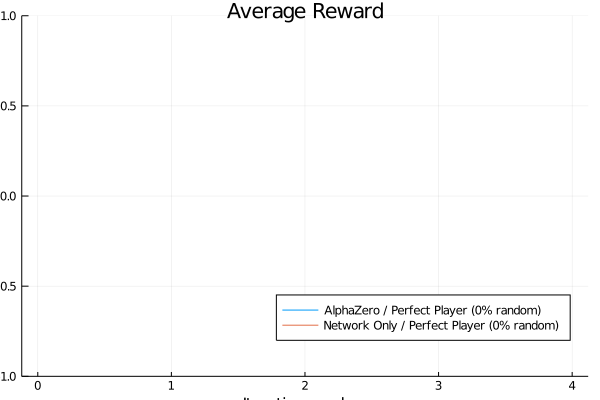 Average Reward
1.0
0.5
0.0
0.5
1.0
AlphaZero / Perfect Player (0% random)
Network Only / Perfect Player (0% random)
0 1 2 3 4